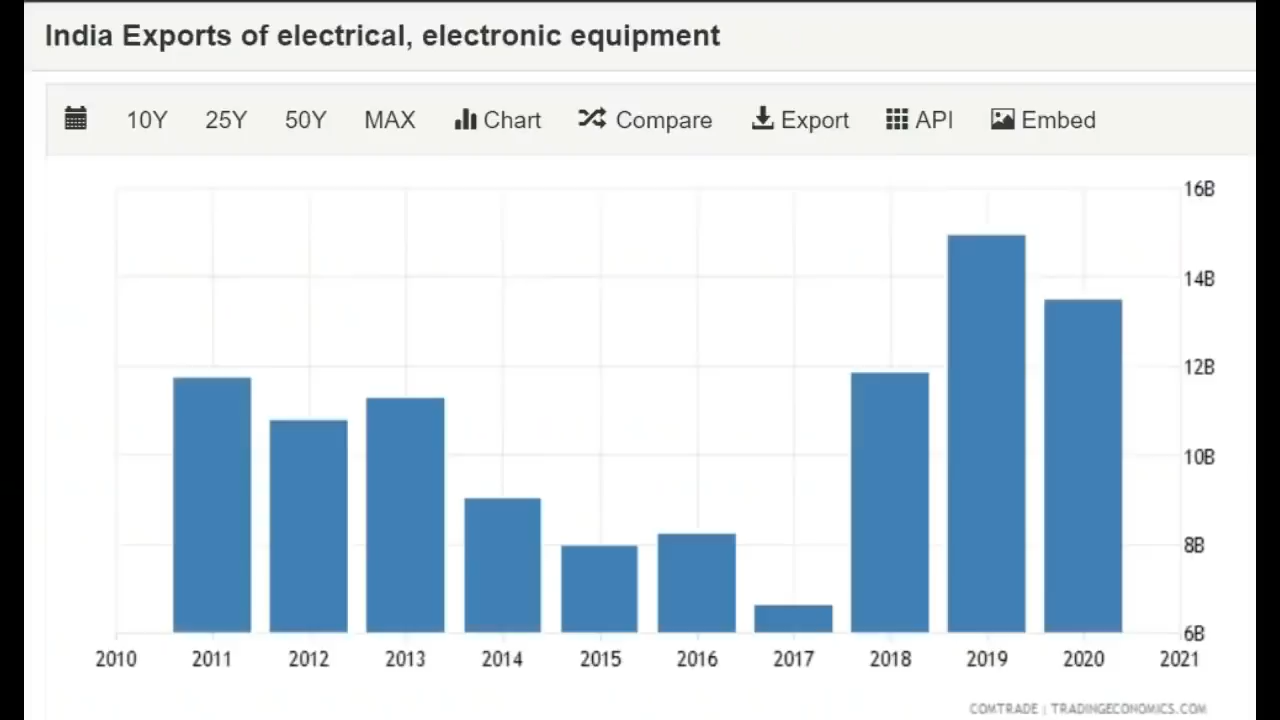 India Exports of electrical, electronic equipment
10Y 25Y 50Y MAX Chart Compare Export API Embed
16B
14B
12B
10B
8B
6B
2010 2011 2012 2013 2014 2015 2016 2017 2018 2019 2020 2021
COMTRADE | TRADINGECONOMICS.COM